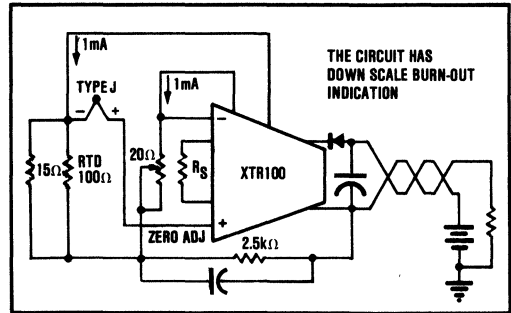 1mA
THE CIRCUIT HAS
DOWN SCALE BURN-OUT
INDICATION
TYPE J
1mA
−
+
−
15Ω
RTD
100Ω
20Ω
RS
XTR100
+
ZERO ADJ
2.5kΩ